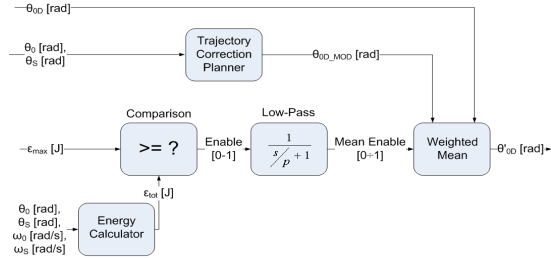 θ0D [rad]
θ0 [rad],
θS [rad]
Trajectory
Correction
Planner
θ0D_MOD [rad]
Comparison
Low-Pass
εmax [J]
>= ?
Enable
[0-1]
1
s/p + 1
Mean Enable
[0÷1]
Weighted
Mean
θ'0D [rad]
εtot [J]
θ0 [rad],
θS [rad],
ω0 [rad/s],
ωS [rad/s]
Energy
Calculator